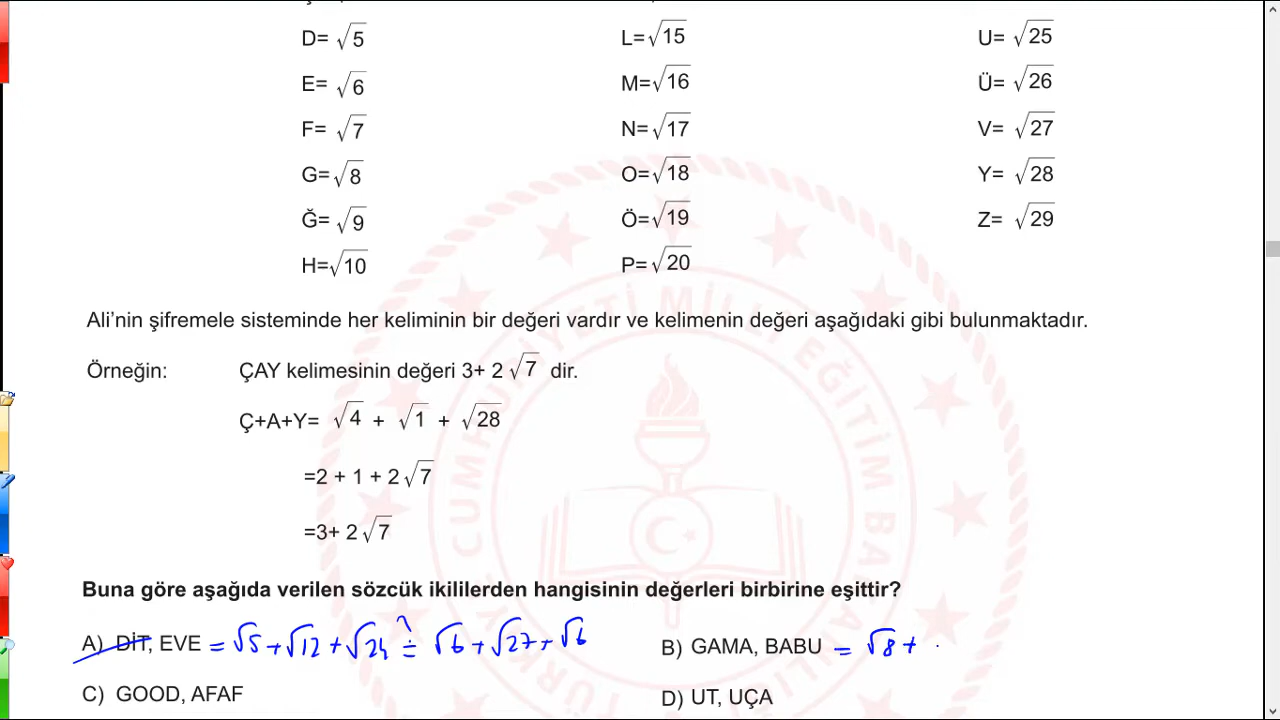 D= √5 L=√15 U= √25
E= √6 M=√16 Ü= √26
F= √7 N=√17 V= √27
G=√8 O=√18 Y= √28
Ğ= √9 Ö=√19 Z= √29
H=√10 P=√20
Ali’nin şifremele sisteminde her keliminin bir değeri vardır ve kelimenin değeri aşağıdaki gibi bulunmaktadır.
Örneğin: ÇAY kelimesinin değeri 3+ 2 √7 dir.
Ç+A+Y= √4 + √1 + √28
=2 + 1 + 2 √7
=3+ 2 √7
Buna göre aşağıda verilen sözcük ikililerden hangisinin değerleri birbirine eşittir?
A) DİT, EVE = √5 + √12 + √24 ?= √6 + √27 + √6 B) GAMA, BABU = √8 +
C) GOOD, AFAF D) UT, UÇA